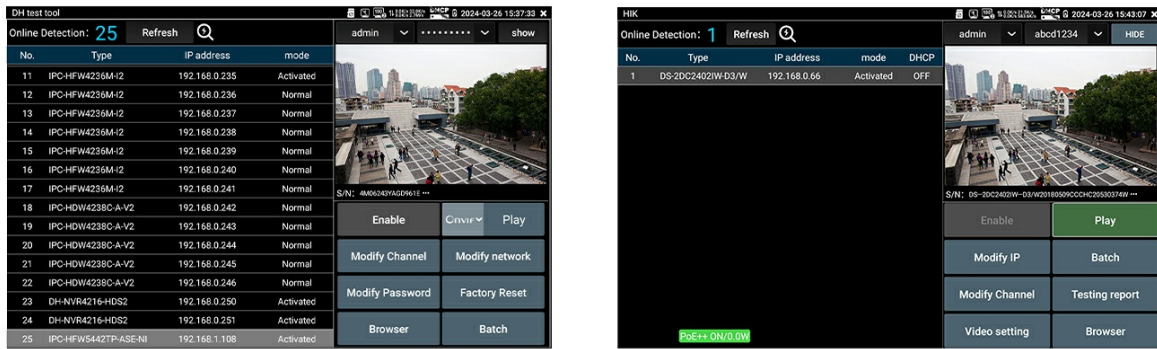 DH test tool
2024-03-26 15:37:33
Online Detection: 25 Refresh
admin •••••••••• show
No. Type IP address mode
11 IPC-HFW4236M-I2 192.168.0.235 Activated
12 IPC-HFW4236M-I2 192.168.0.236 Normal
13 IPC-HFW4236M-I2 192.168.0.237 Normal
14 IPC-HFW4236M-I2 192.168.0.238 Normal
15 IPC-HFW4236M-I2 192.168.0.239 Normal
16 IPC-HFW4236M-I2 192.168.0.240 Normal
17 IPC-HFW4236M-I2 192.168.0.241 Normal
18 IPC-HDW4238C-A-V2 192.168.0.242 Normal
19 IPC-HDW4238C-A-V2 192.168.0.243 Normal
20 IPC-HDW4238C-A-V2 192.168.0.244 Normal
21 IPC-HDW4238C-A-V2 192.168.0.245 Normal
22 IPC-HDW4238C-A-V2 192.168.0.246 Normal
23 DH-NVR4216-HDS2 192.168.0.250 Activated
24 DH-NVR4216-HDS2 192.168.0.251 Activated
25 IPC-HFW5442TP-ASE-NI 192.168.1.108 Activated
S/N: 4M06243YAGD961E ···
Enable Play
Modify Channel Modify network
Modify Password Factory Reset
Browser Batch
HIK
2024-03-26 15:43:07
Online Detection: 1 Refresh
admin abcd1234 HIDE
No. Type IP address mode DHCP
1 DS-2DC2402IW-D3/W 192.168.0.66 Activated OFF
S/N: DS-2DC2402IW-D3/W20180509CCCHC20530374W ···
Enable Play
Modify IP Batch
Modify Channel Testing report
Video setting Browser
PoE++ ON/0.0W